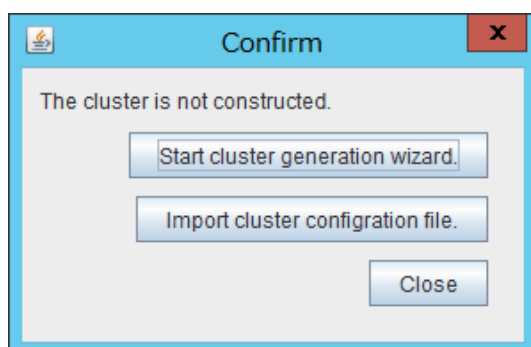 Confirm
x
The cluster is not constructed.
Start cluster generation wizard.
Import cluster configration file.
Close